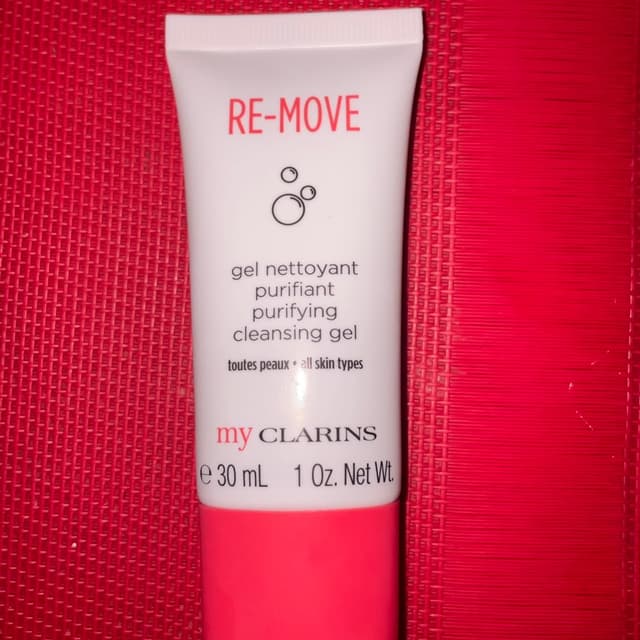 RE-MOVE
gel nettoyant
purifiant
purifying
cleansing gel
toutes peaux • all skin types
my CLARINS
℮ 30 mL 1 Oz. Net Wt.